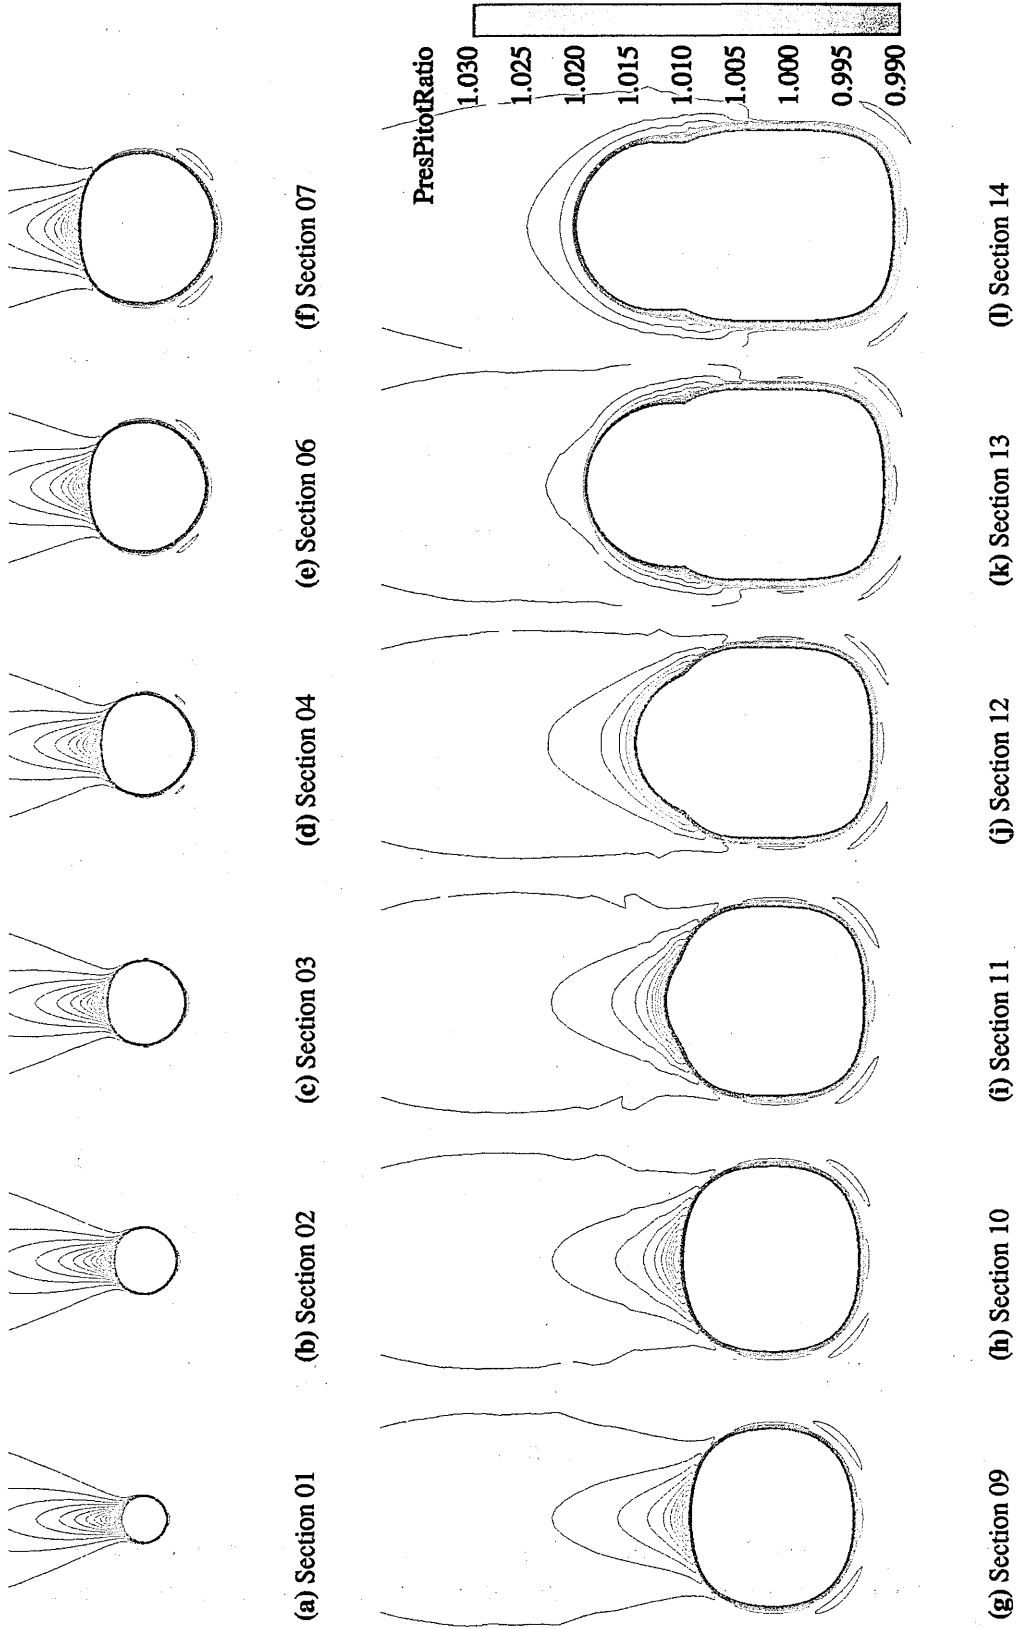 (a) Section 01
(b) Section 02
(c) Section 03
(d) Section 04
(e) Section 06
(f) Section 07
PresPitotRatio
1.030
1.025
1.020
1.015
1.010
1.005
1.000
0.995
0.990
(g) Section 09
(h) Section 10
(i) Section 11
(j) Section 12
(k) Section 13
(l) Section 14